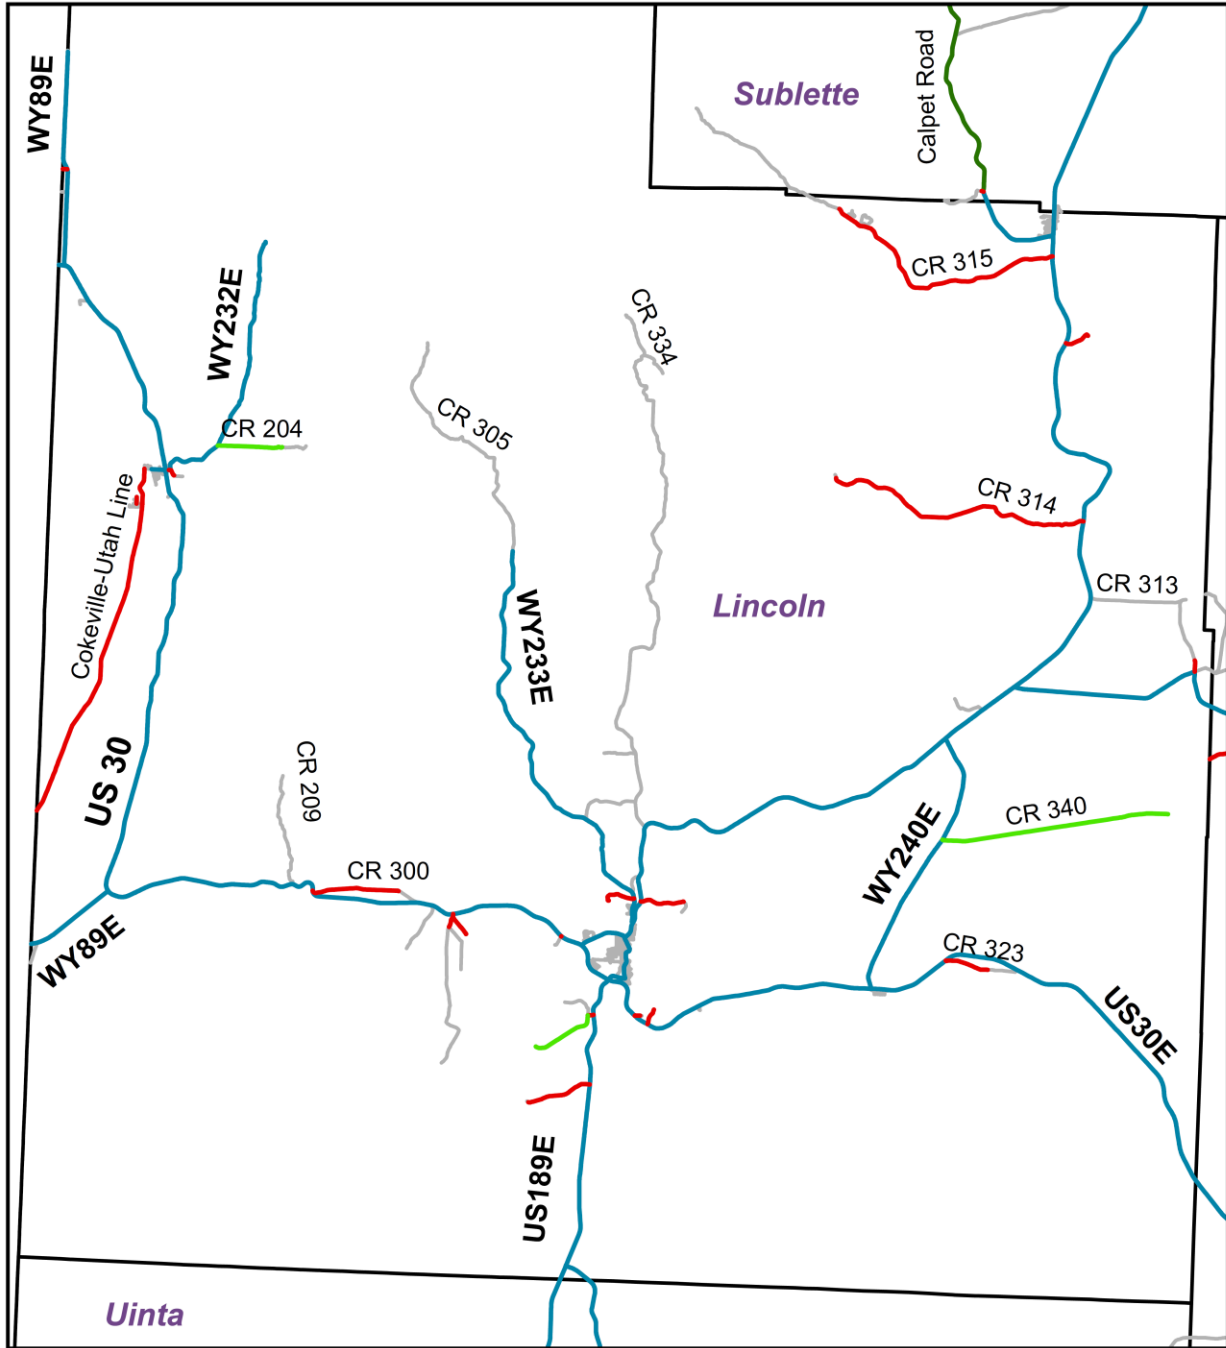 WY89E
Sublette
Calpet Road
CR 315
WY232E
CR 334
CR 305
CR 204
Cokeville-Utah Line
CR 314
CR 313
Lincoln
WY233E
US 30
CR 209
CR 340
WY240E
CR 300
WY89E
CR 323
US30E
US189E
Uinta